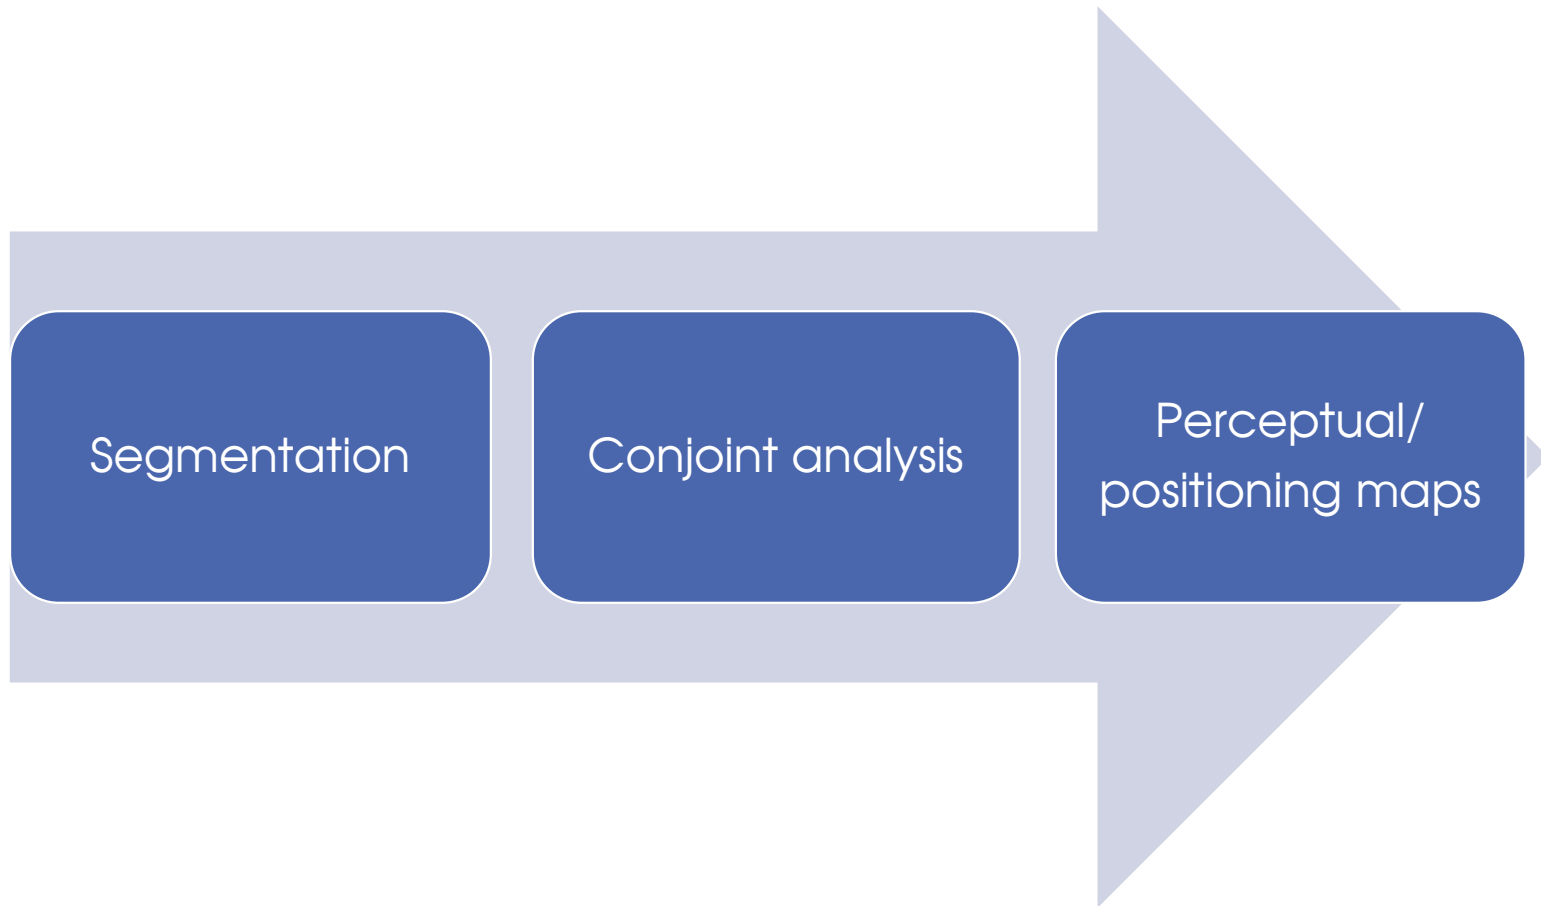 Segmentation
Conjoint analysis
Perceptual/
positioning maps